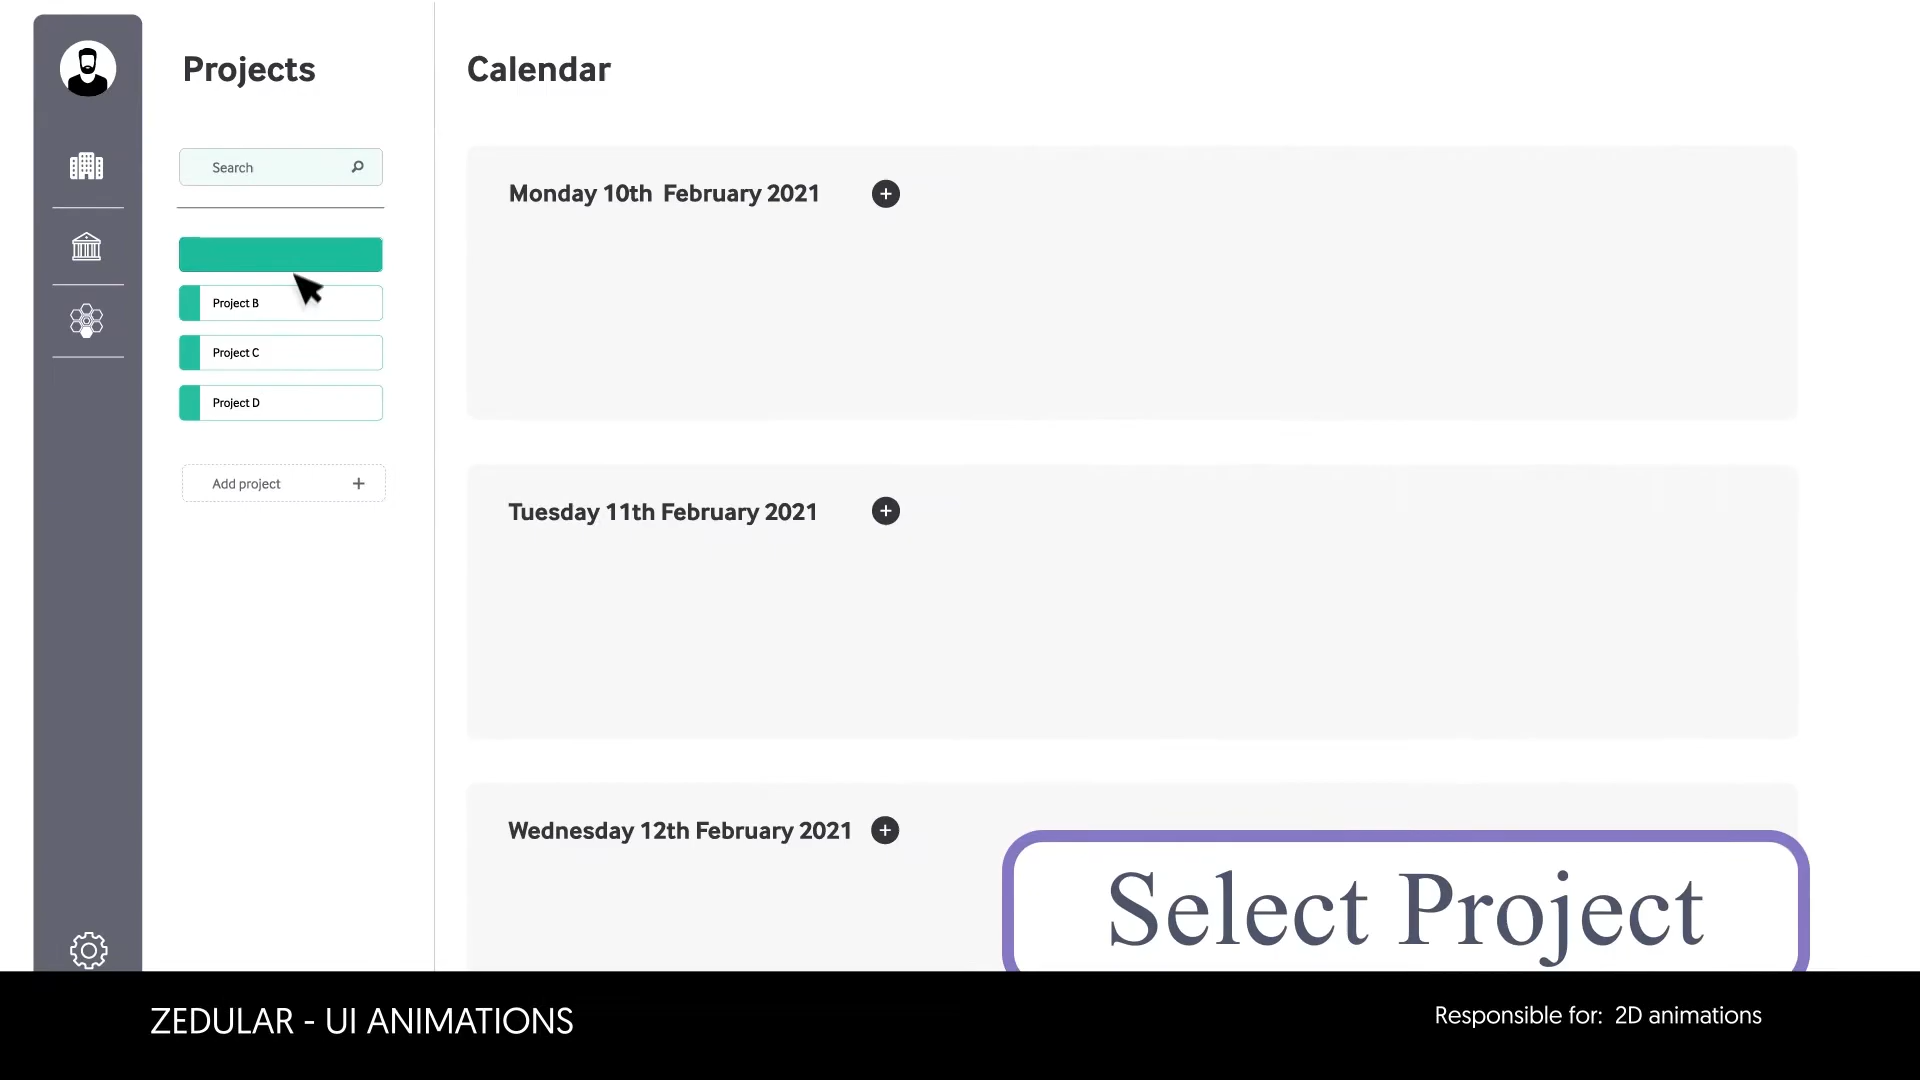 Projects
Search
Project B
Project C
Project D
Add project
Calendar
Monday 10th  February 2021
Tuesday 11th February 2021
Wednesday 12th February 2021
Select Project
ZEDULAR - UI ANIMATIONS
Responsible for:  2D animations